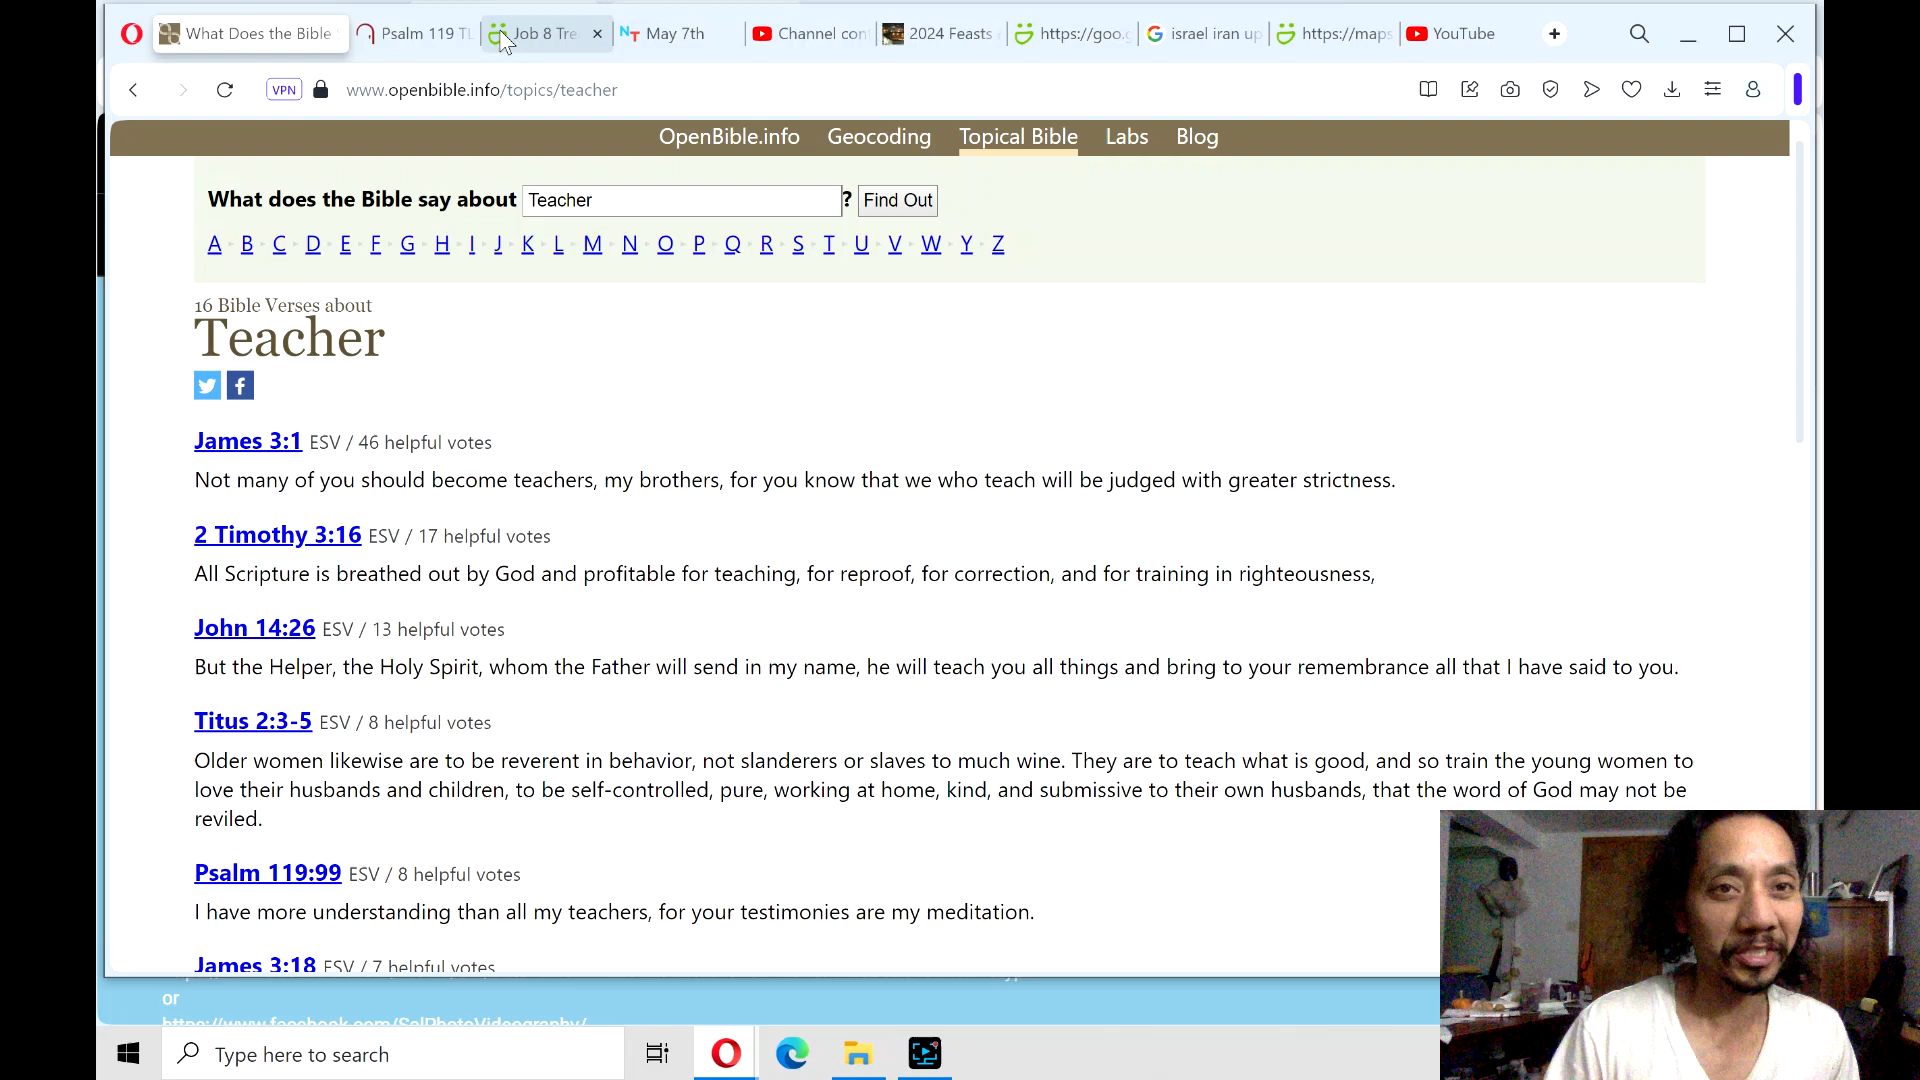 What Does the Bible
Psalm 119 TL
Job 8 Tre
NT May 7th
Channel con
2024 Feasts
https://goo.g
israel iran up
https://maps
YouTube
VPN www.openbible.info/topics/teacher
OpenBible.info Geocoding Topical Bible Labs Blog
What does the Bible say about Teacher ? Find Out
A B C D E F G H I J K L M N O P Q R S T U V W Y Z
16 Bible Verses about
Teacher
James 3:1 ESV / 46 helpful votes
Not many of you should become teachers, my brothers, for you know that we who teach will be judged with greater strictness.
2 Timothy 3:16 ESV / 17 helpful votes
All Scripture is breathed out by God and profitable for teaching, for reproof, for correction, and for training in righteousness,
John 14:26 ESV / 13 helpful votes
But the Helper, the Holy Spirit, whom the Father will send in my name, he will teach you all things and bring to your remembrance all that I have said to you.
Titus 2:3-5 ESV / 8 helpful votes
Older women likewise are to be reverent in behavior, not slanderers or slaves to much wine. They are to teach what is good, and so train the young women to
love their husbands and children, to be self-controlled, pure, working at home, kind, and submissive to their own husbands, that the word of God may not be
reviled.
Psalm 119:99 ESV / 8 helpful votes
I have more understanding than all my teachers, for your testimonies are my meditation.
James 3:18 ESV / 7 helpful votes
or
https://www.facebook.com/SalPhotoVideography/
Type here to search